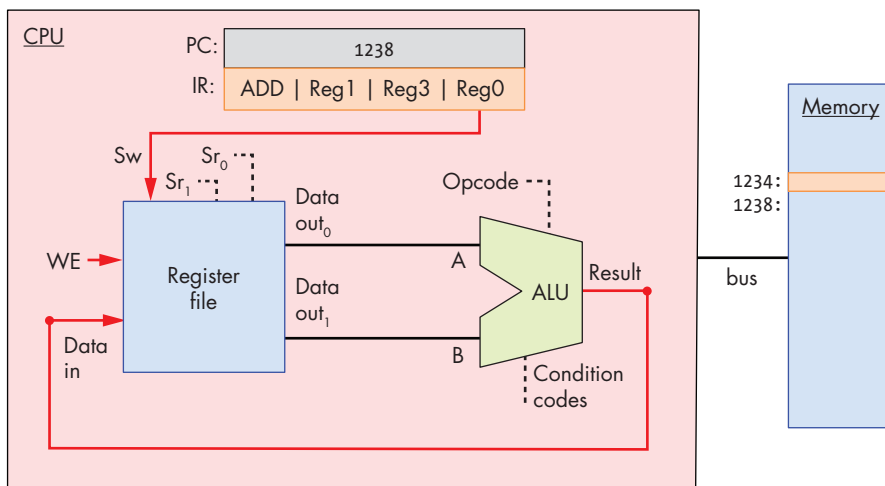 CPU
PC: 1238
IR: ADD | Reg1 | Reg3 | Reg0
Memory
Sw
Sr0
Sr1
Opcode
1234:
1238:
Data
out0
WE
Register
file
A
Result
ALU
bus
Data
out1
Data
in
B
Condition
codes